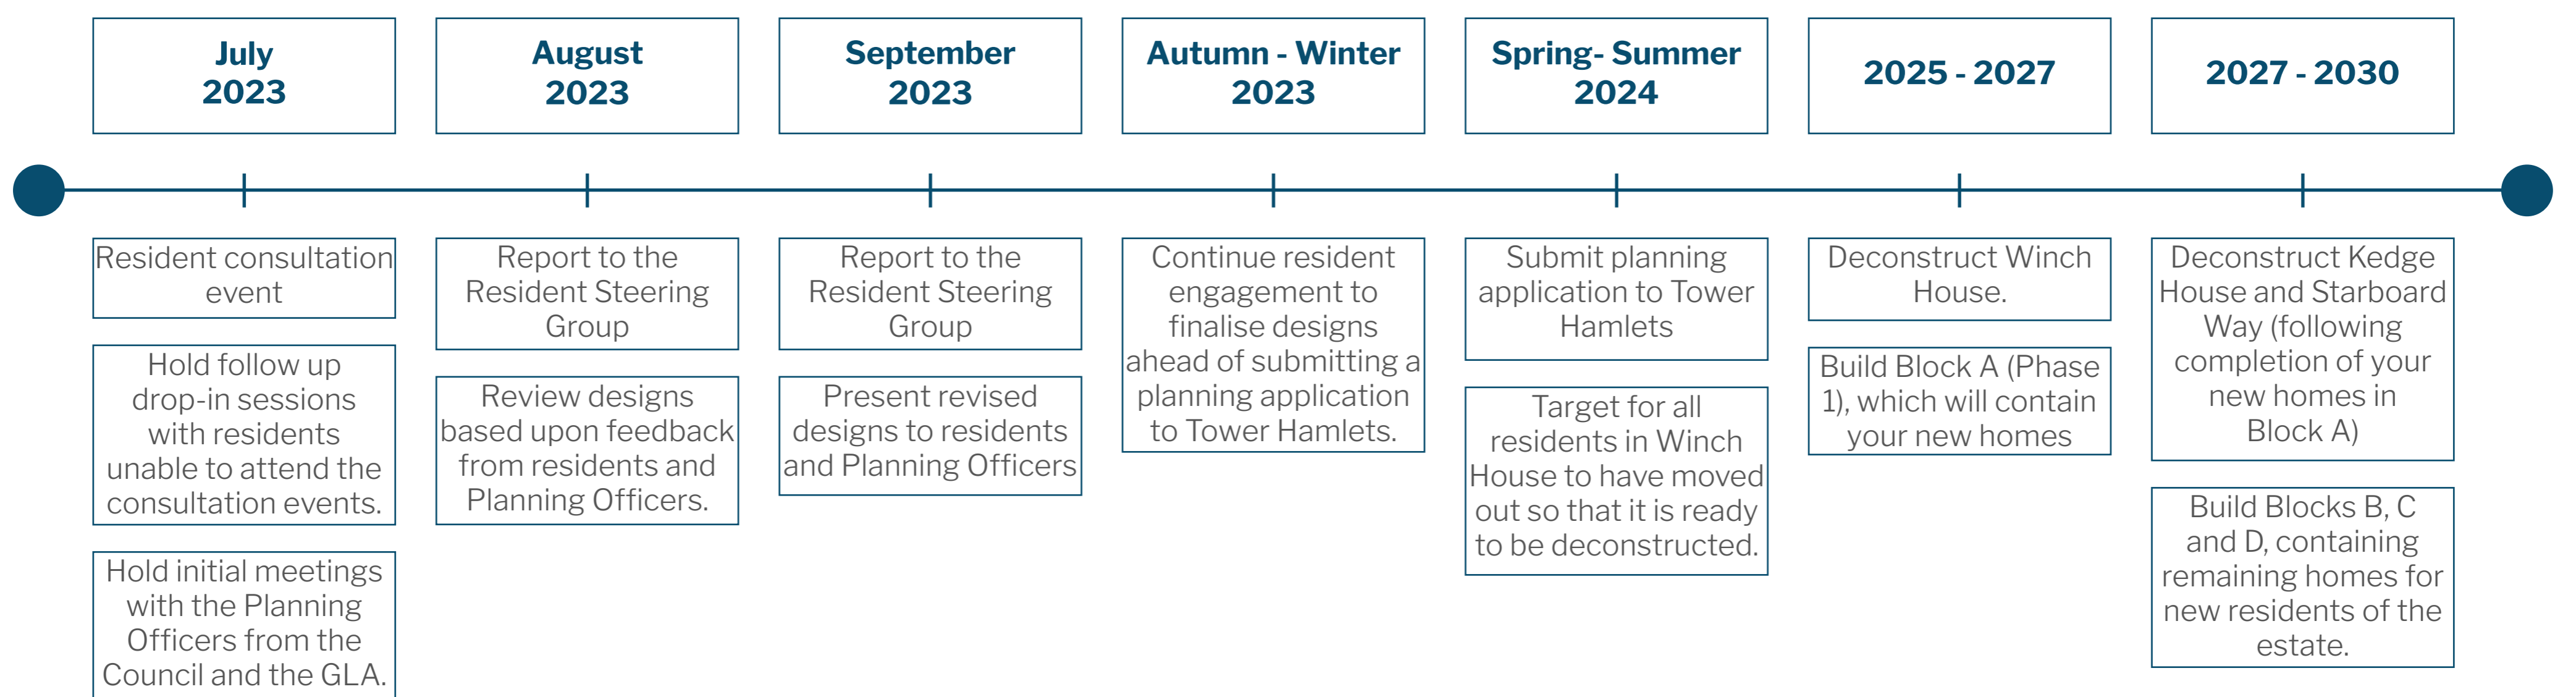 July
2023
Resident consultation
event
Hold follow up
drop-in sessions
with residents
unable to attend the
consultation events.
Hold initial meetings
with the Planning
Officers from the
Council and the GLA.
August
2023
Report to the
Resident Steering
Group
Review designs
based upon feedback
from residents and
Planning Officers.
September
2023
Report to the
Resident Steering
Group
Present revised
designs to residents
and Planning Officers
Autumn - Winter
2023
Continue resident
engagement to
finalise designs
ahead of submitting a
planning application
to Tower Hamlets.
Spring- Summer
2024
Submit planning
application to Tower
Hamlets
Target for all
residents in Winch
House to have moved
out so that it is ready
to be deconstructed.
2025 - 2027
Deconstruct Winch
House.
Build Block A (Phase
1), which will contain
your new homes
2027 - 2030
Deconstruct Kedge
House and Starboard
Way (following
completion of your
new homes in
Block A)
Build Blocks B, C
and D, containing
remaining homes for
new residents of the
estate.